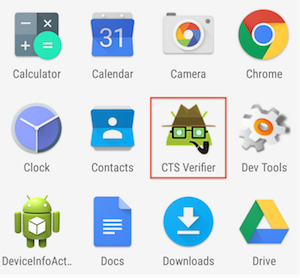 31
Calculator Calendar Camera Chrome
Clock Contacts CTS Verifier Dev Tools
DeviceInfoAct.. Docs Downloads Drive